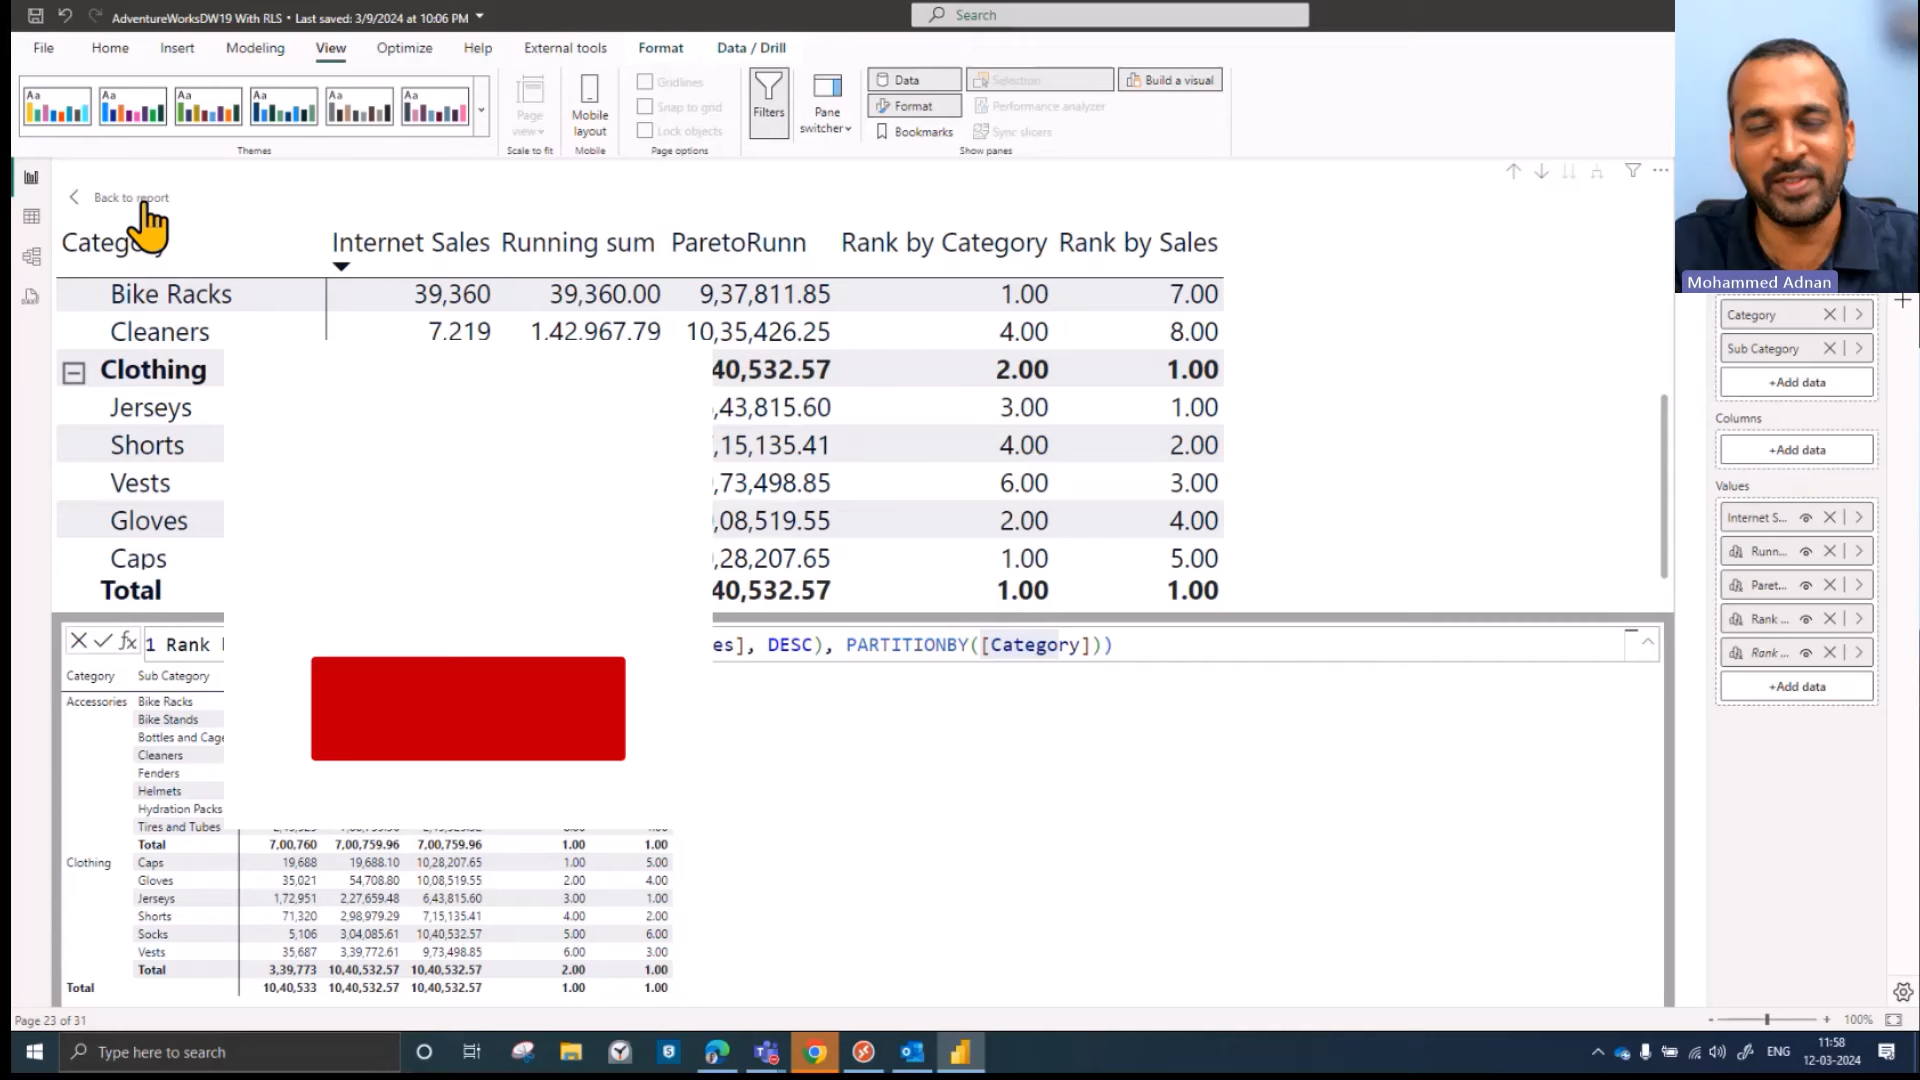 AdventureWorksDW19 With RLS • Last saved: 3/9/2024 at 10:06 PM
Search
File Home Insert Modeling View Optimize Help External tools Format Data / Drill
Aa Aa Aa Aa Aa Aa
Page view
Mobile layout
Gridlines
Snap to grid
Lock objects
Filters
Pane switcher
Data
Format
Bookmarks
Selection
Performance analyzer
Sync slicers
Build a visual
Themes Scale to fit Mobile Page options Show panes
Mohammed Adnan
Back to report
Internet Sales Running sum ParetoRunn Rank by Category Rank by Sales
Bike Racks 39,360 39,360.00 9,37,811.85 1.00 7.00
Cleaners 7,219 1,42,967.79 10,35,426.25 4.00 8.00
Clothing 40,532.57 2.00 1.00
Jerseys ,43,815.60 3.00 1.00
Shorts ,15,135.41 4.00 2.00
Vests ,73,498.85 6.00 3.00
Gloves ,08,519.55 2.00 4.00
Caps ,28,207.65 1.00 5.00
Total 40,532.57 1.00 1.00
1 Rank es], DESC), PARTITIONBY([Category]))
Category Sub Category
Accessories Bike Racks
Bike Stands
Bottles and Cage
Cleaners
Fenders
Helmets
Hydration Packs
Tires and Tubes
Total 7,00,760 7,00,759.96 7,00,759.96 1.00 1.00
Clothing Caps 19,688 19,688.10 10,28,207.65 1.00 5.00
Gloves 35,021 54,708.80 10,08,519.55 2.00 4.00
Jerseys 1,72,951 2,27,659.48 6,43,815.60 3.00 1.00
Shorts 71,320 2,98,979.29 7,15,135.41 4.00 2.00
Socks 5,106 3,04,085.61 10,40,532.57 5.00 6.00
Vests 35,687 3,39,772.61 9,73,498.85 6.00 3.00
Total 3,39,773 10,40,532.57 10,40,532.57 2.00 1.00
Total 10,40,533 10,40,532.57 10,40,532.57 1.00 1.00
Category
Sub Category
+Add data
Columns
+Add data
Values
Internet S...
Runn...
Paret...
Rank ...
Rank ...
+Add data
Page 23 of 31
- + 100%
Type here to search
ENG
11:58
12-03-2024